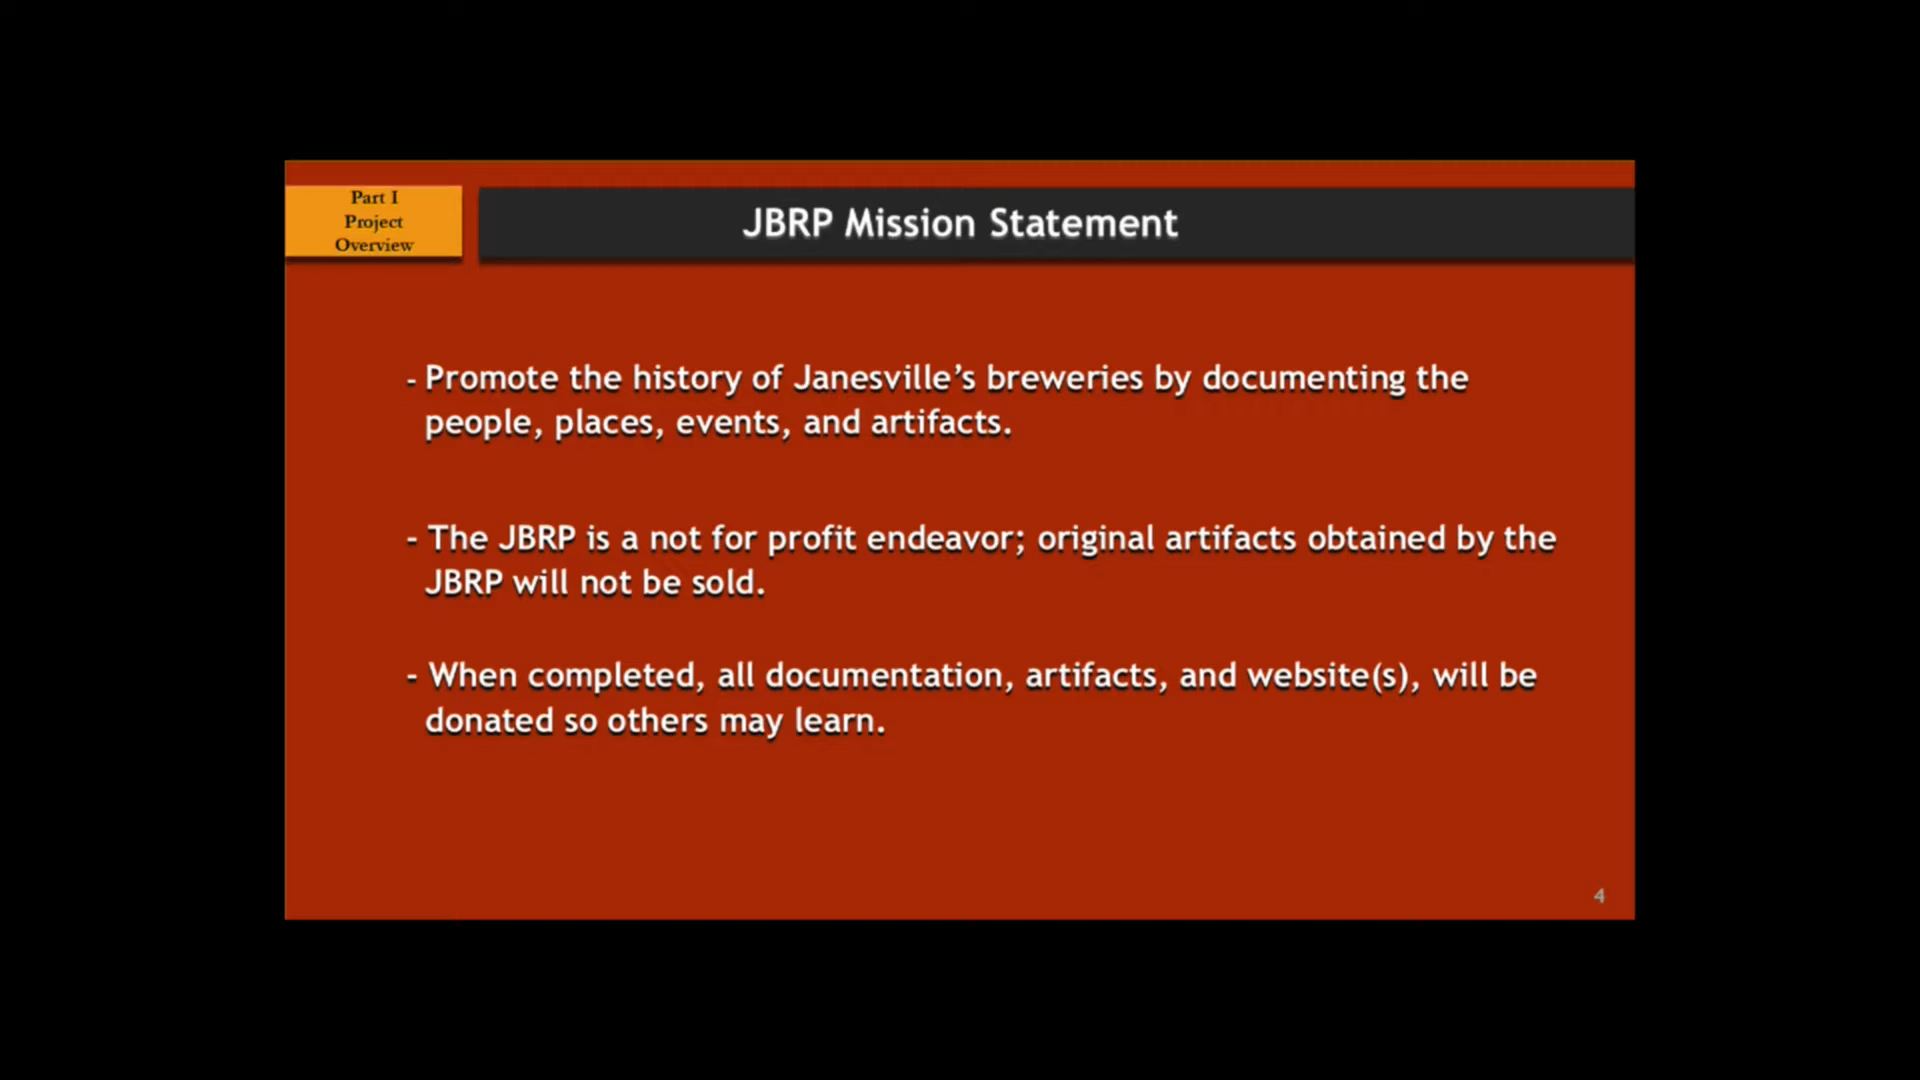 Part I
Project
Overview
JBRP Mission Statement
- Promote the history of Janesville’s breweries by documenting the
people, places, events, and artifacts.
- The JBRP is a not for profit endeavor; original artifacts obtained by the
JBRP will not be sold.
- When completed, all documentation, artifacts, and website(s), will be
donated so others may learn.
4